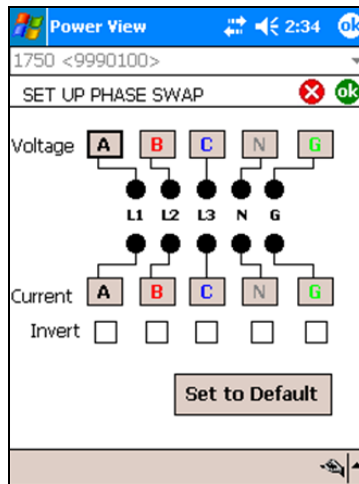 Power View 2:34 ok
1750 <9990100>
SET UP PHASE SWAP ok
Voltage A B C N G
L1 L2 L3 N G
Current A B C N G
Invert
Set to Default